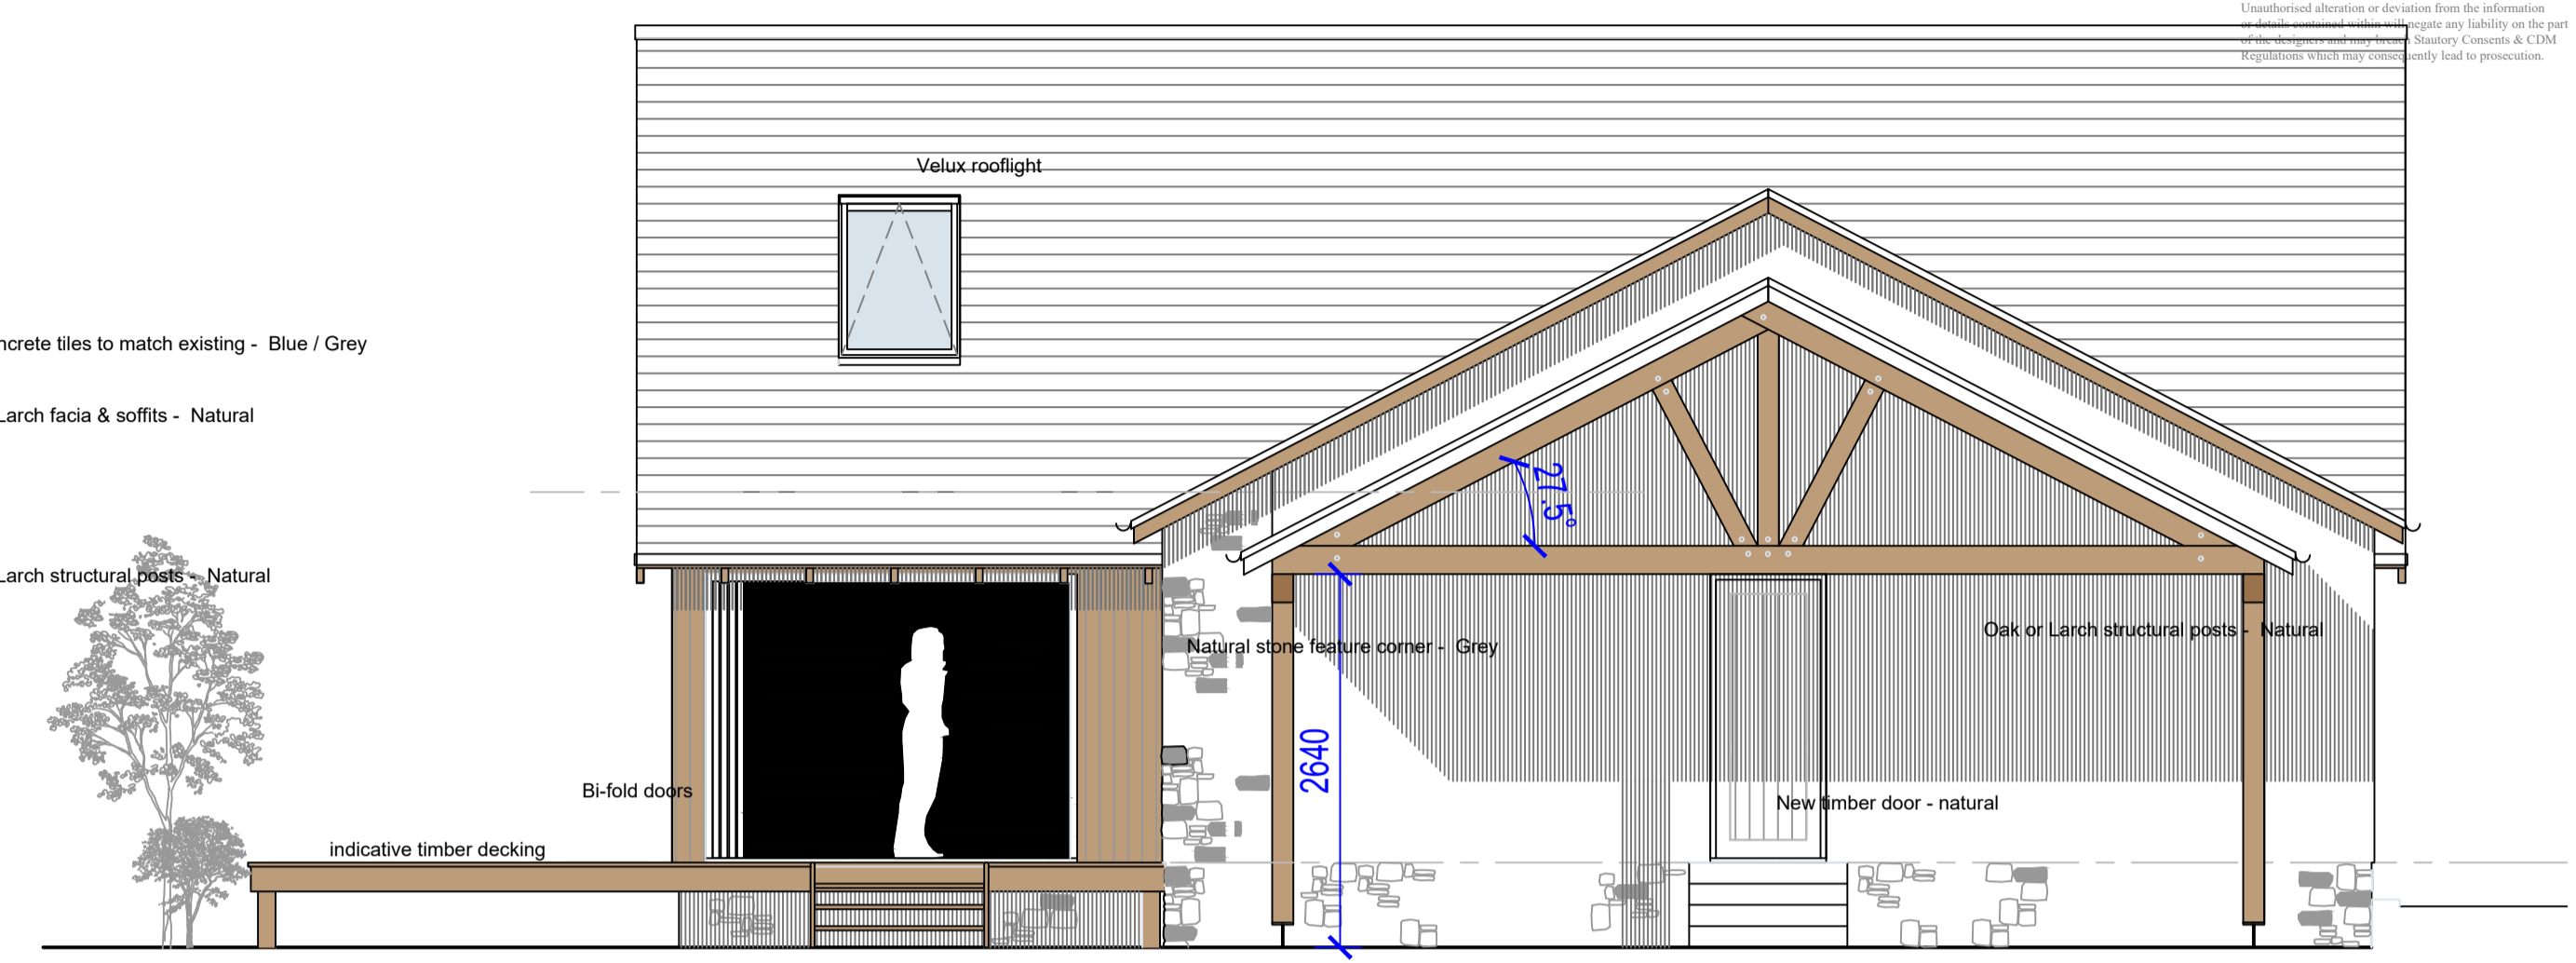 Unauthorised alteration or deviation from the information
or details contained within will negate any liability on the part
of the designers and may breach Stautory Consents & CDM
Regulations which may consequently lead to prosecution.
Velux rooflight
ncrete tiles to match existing - Blue / Grey
Larch facia & soffits - Natural
27.5°
Larch structural posts - Natural
Oak or Larch structural posts - Natural
Natural stone feature corner - Grey
2640
Bi-fold doors
New timber door - natural
indicative timber decking